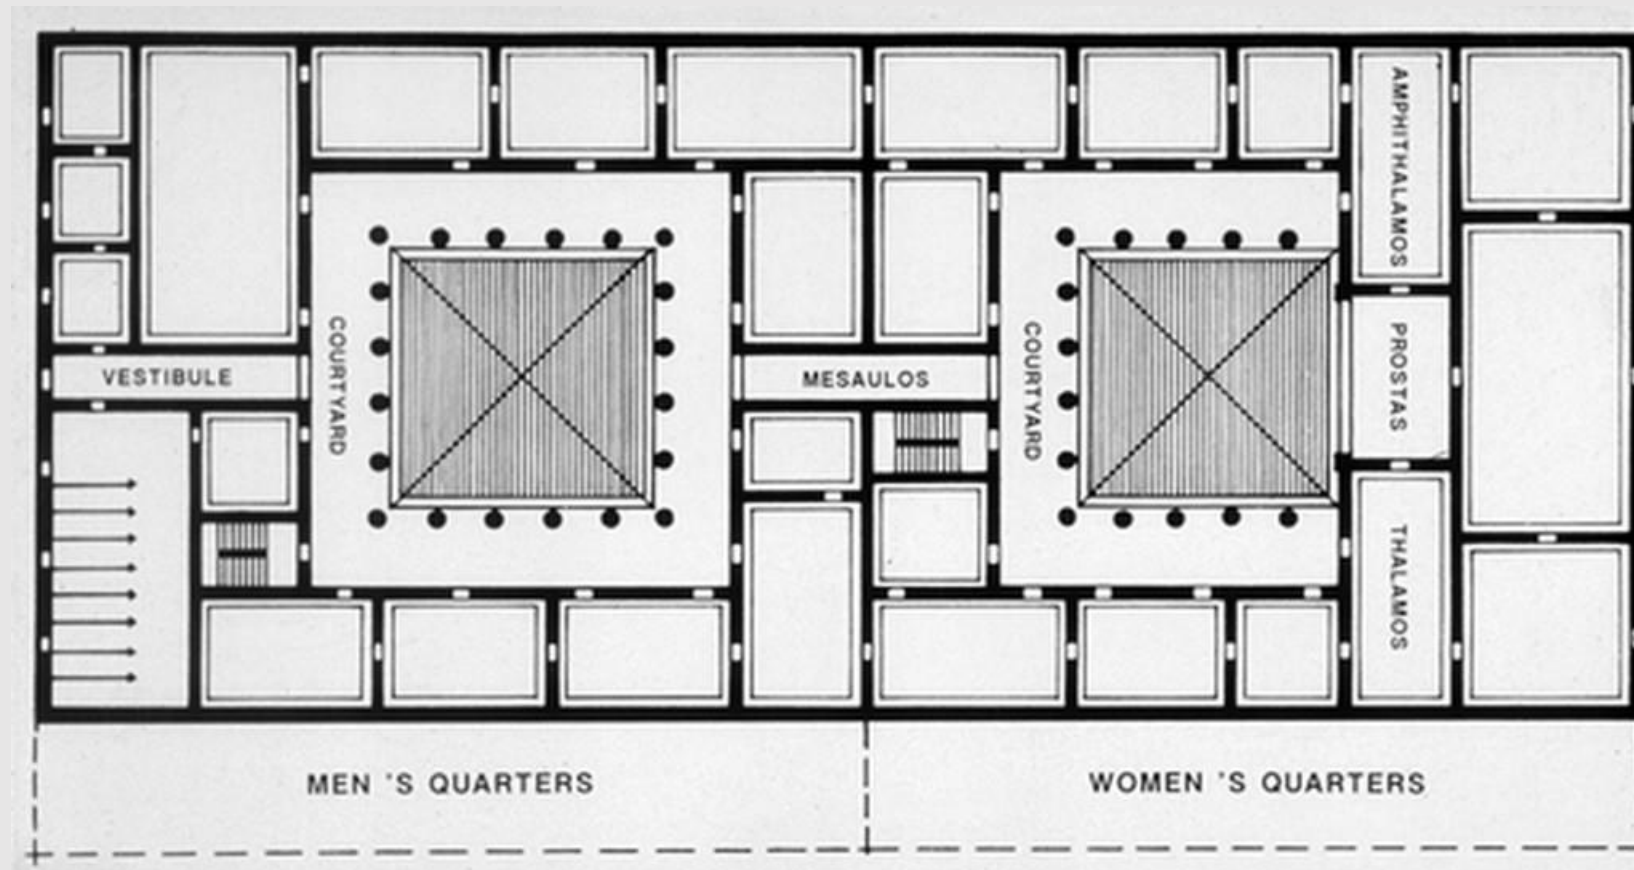 AMPHITHALAMOS
VESTIBULE
COURTYARD
MESAULOS
COURTYARD
PROSTAS
THALAMOS
MEN 'S QUARTERS
WOMEN 'S QUARTERS